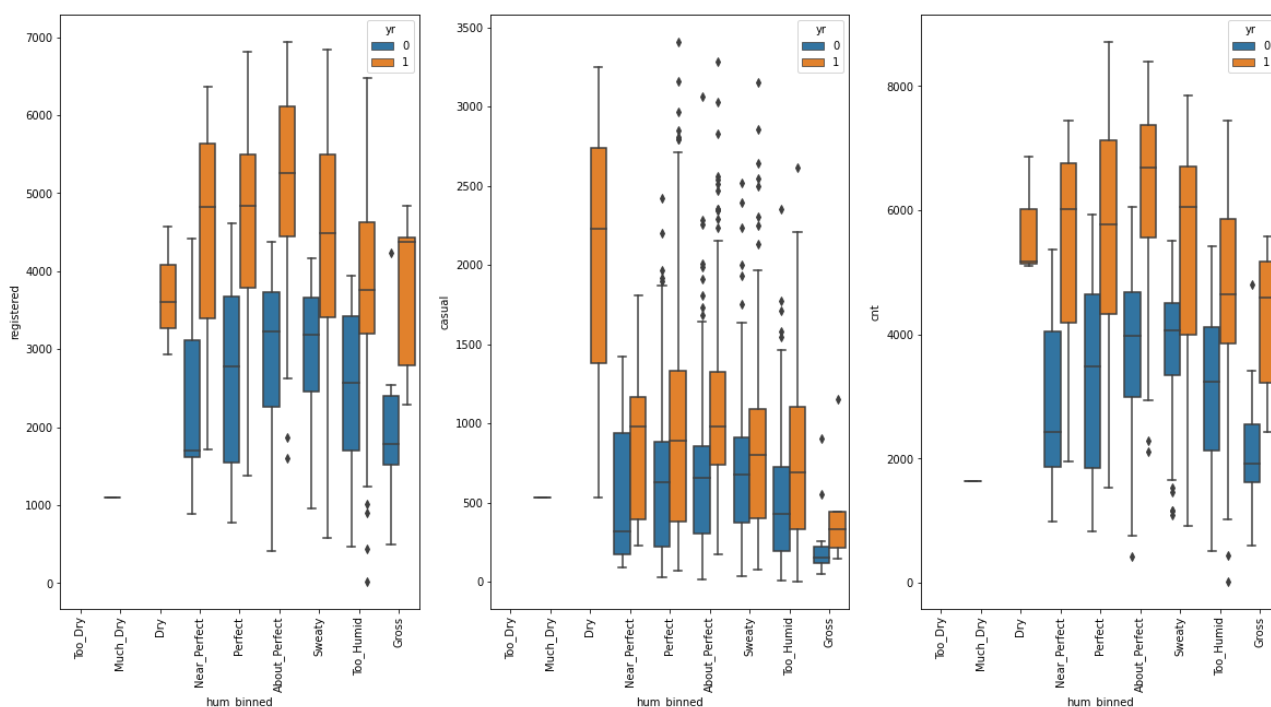 yr
0
1
7000
6000
5000
4000
3000
2000
1000
0
registered
Too_Dry
Much_Dry
Dry
Near_Perfect
Perfect
About_Perfect
Sweaty
Too_Humid
Gross
hum_binned
yr
0
1
3500
3000
2500
2000
1500
1000
500
0
casual
Too_Dry
Much_Dry
Dry
Near_Perfect
Perfect
About_Perfect
Sweaty
Too_Humid
Gross
hum_binned
yr
0
1
8000
6000
4000
2000
0
cnt
Too_Dry
Much_Dry
Dry
Near_Perfect
Perfect
About_Perfect
Sweaty
Too_Humid
Gross
hum_binned